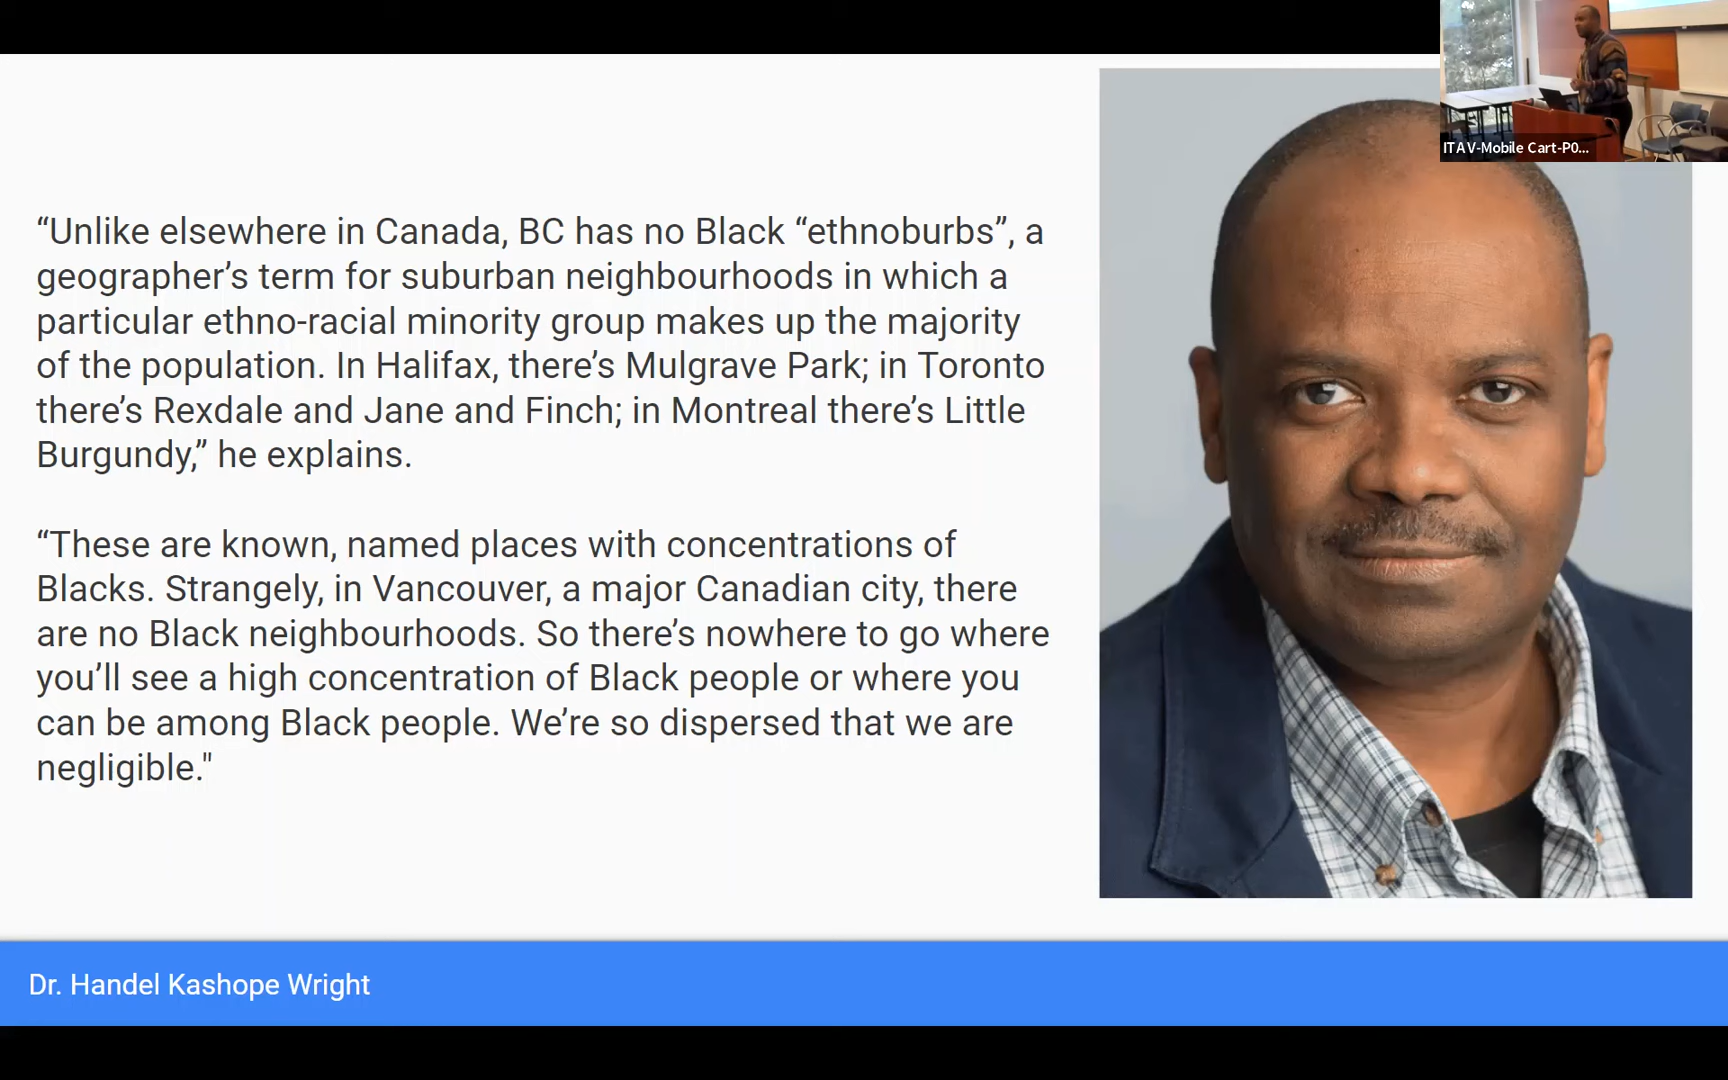 “Unlike elsewhere in Canada, BC has no Black “ethnoburbs”, a
geographer’s term for suburban neighbourhoods in which a
particular ethno-racial minority group makes up the majority
of the population. In Halifax, there’s Mulgrave Park; in Toronto
there’s Rexdale and Jane and Finch; in Montreal there’s Little
Burgundy,” he explains.
“These are known, named places with concentrations of
Blacks. Strangely, in Vancouver, a major Canadian city, there
are no Black neighbourhoods. So there’s nowhere to go where
you’ll see a high concentration of Black people or where you
can be among Black people. We’re so dispersed that we are
negligible."
ITAV-Mobile Cart-P0...
Dr. Handel Kashope Wright